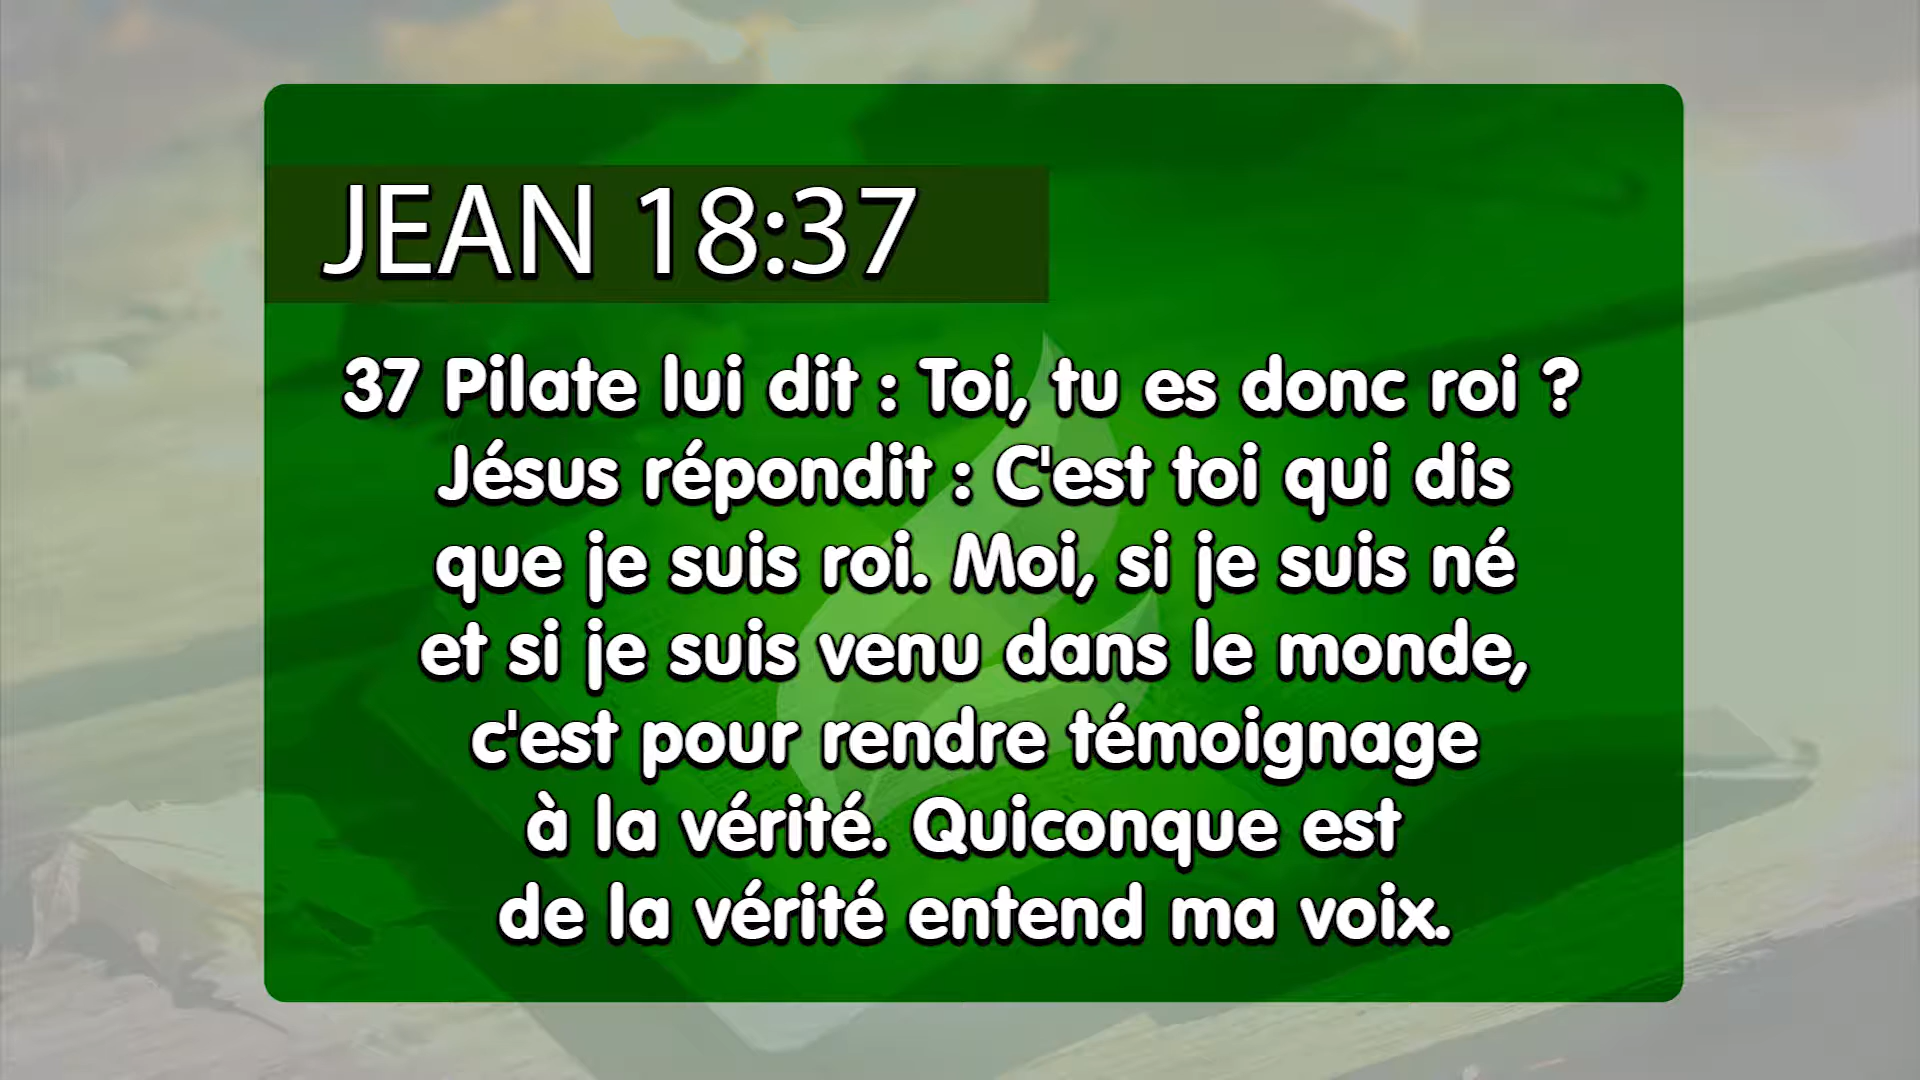 JEAN 18:37
37 Pilate lui dit : Toi, tu es donc roi ?
Jésus répondit : C'est toi qui dis
que je suis roi. Moi, si je suis né
et si je suis venu dans le monde,
c'est pour rendre témoignage
à la vérité. Quiconque est
de la vérité entend ma voix.